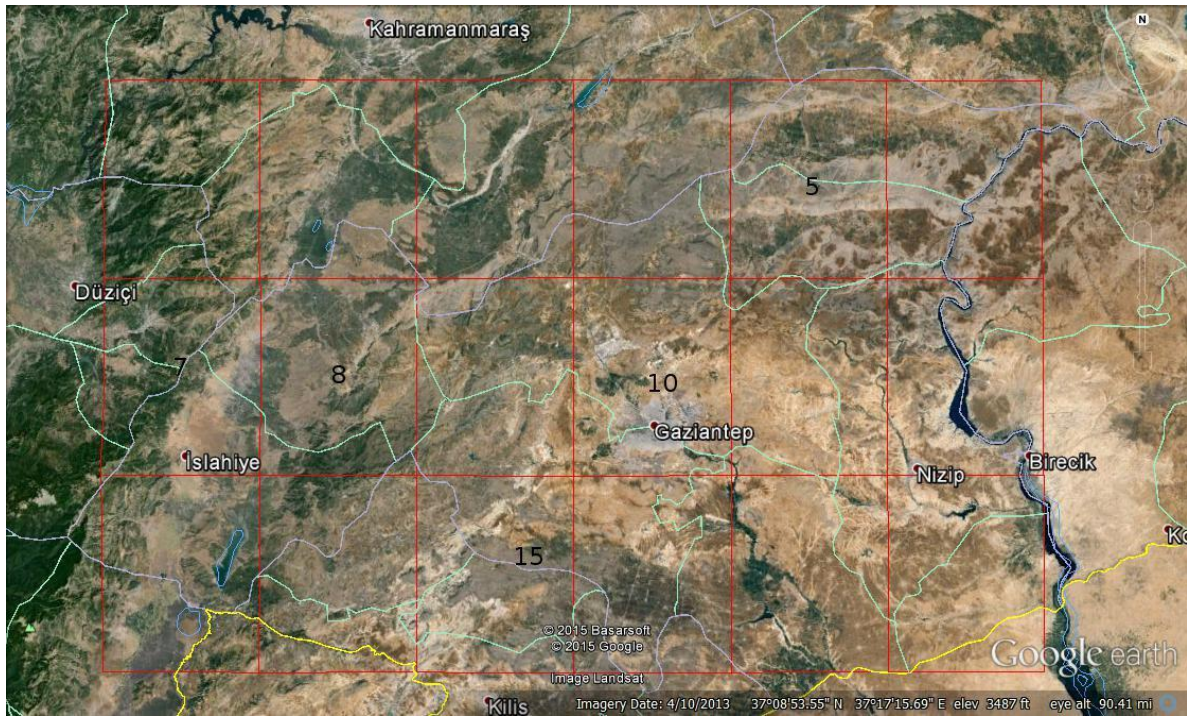 N
Kahramanmaraş
5
Düziçi
7
8
10
Gaziantep
İslahiye
Nizip
Birecik
Ko
15
© 2015 Basarsoft
© 2015 Google
Image Landsat
Google earth
Kilis
Imagery Date: 4/10/2013 37°08'53.55" N 37°17'15.69" E elev 3487 ft eye alt 90.41 mi